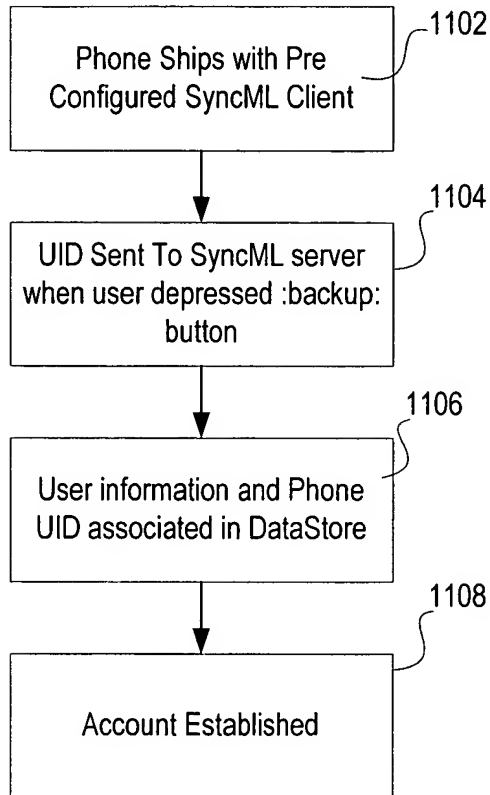 1102
Phone Ships with Pre
Configured SyncML Client
1104
UID Sent To SyncML server
when user depressed :backup:
button
1106
User information and Phone
UID associated in DataStore
1108
Account Established